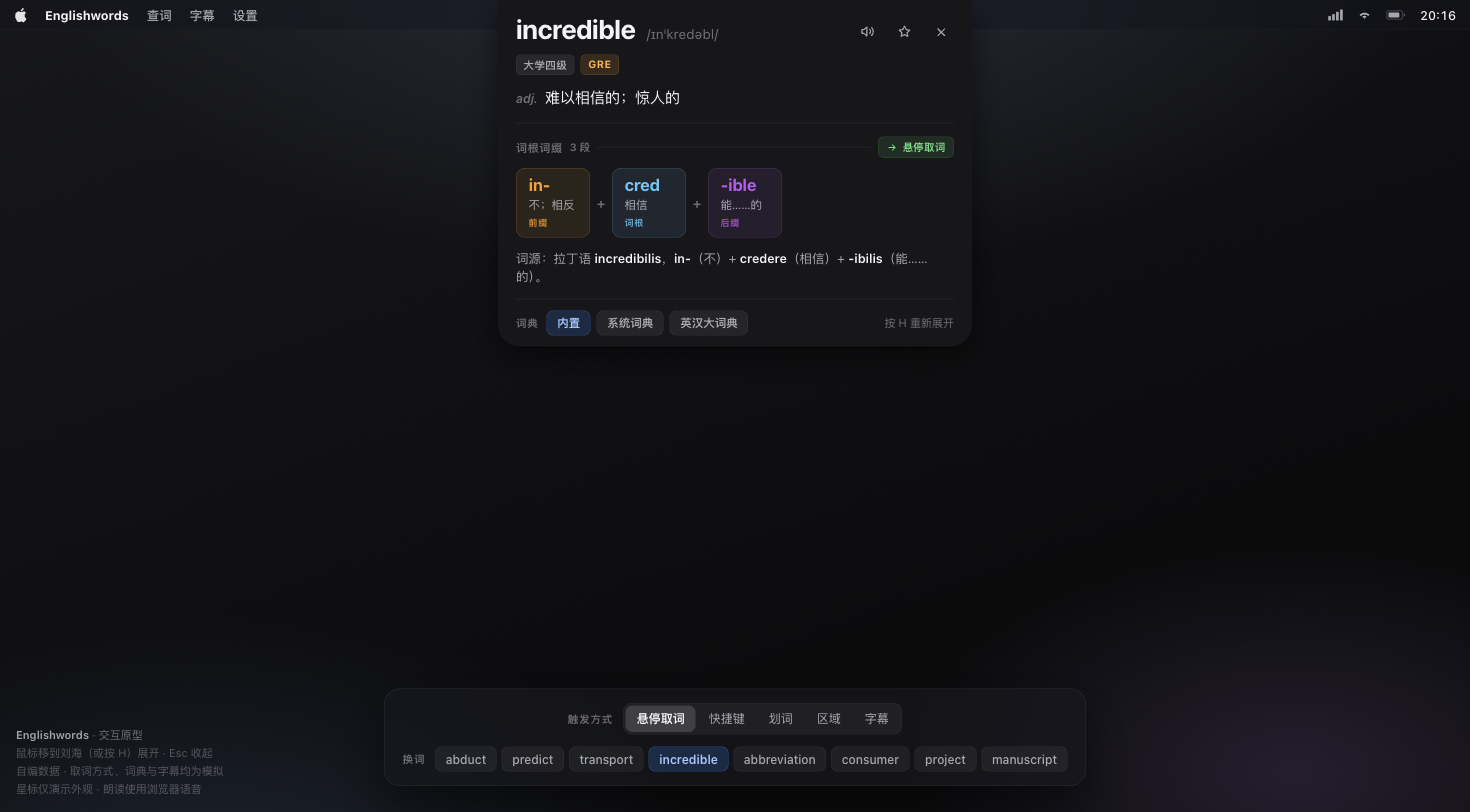 Englishwords 查词 字幕 设置 20:16
incredible /ɪnˈkredəbl/
大学四级 GRE
adj. 难以相信的；惊人的
词根词缀 3 段 → 悬停取词
in- + cred + -ible
不；相反 相信 能……的
前缀 词根 后缀
词源：拉丁语 incredibilis，in-（不）+ credere（相信）+ -ibilis（能……
的）。
词典 内置 系统词典 英汉大词典 按 H 重新展开
触发方式 悬停取词 快捷键 划词 区域 字幕
换词 abduct predict transport incredible abbreviation consumer project manuscript
Englishwords · 交互原型
鼠标移到刘海（或按 H）展开 · Esc 收起
自编数据 · 取词方式、词典与字幕均为模拟
星标仅演示外观 · 朗读使用浏览器语音